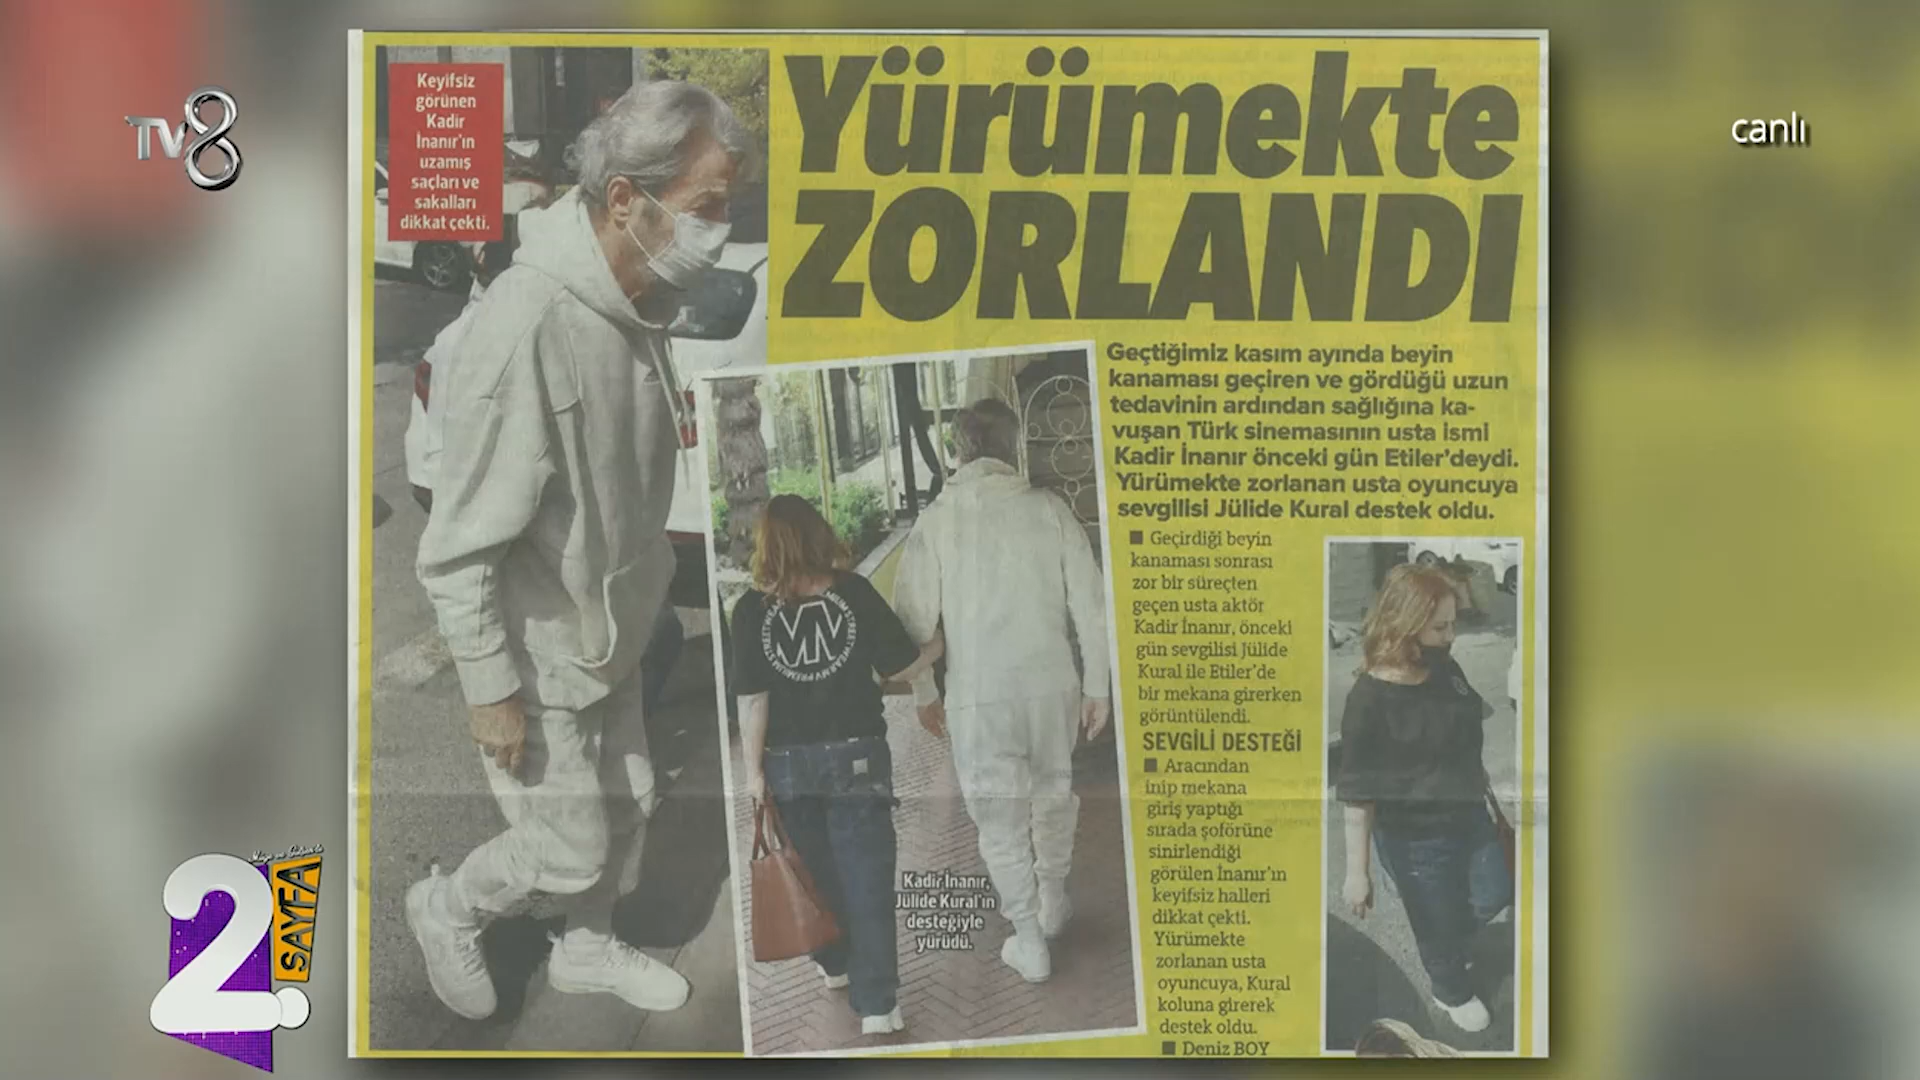 TV8
canlı
Keyifsiz
görünen
Kadir
İnanır'ın
uzamış
saçları ve
sakalları
dikkat çekti.
Yürümekte
ZORLANDI
Geçtiğimiz kasım ayında beyin
kanaması geçiren ve gördüğü uzun
tedavinin ardından sağlığına ka-
vuşan Türk sinemasının usta ismi
Kadir İnanır önceki gün Etiler'deydi.
Yürümekte zorlanan usta oyuncuya
sevgilisi Jülide Kural destek oldu.
■ Geçirdiği beyin
kanaması sonrası
zor bir süreçten
geçen usta aktör
Kadir İnanır, önceki
gün sevgilisi Jülide
Kural ile Etiler'de
bir mekana girerken
görüntülendi.
SEVGİLİ DESTEĞİ
■ Aracından
inip mekana
giriş yaptığı
sırada şoförüne
sinirlendiği
görülen İnanır'ın
keyifsiz halleri
dikkat çekti.
Yürümekte
zorlanan usta
oyuncuya, Kural
koluna girerek
destek oldu.
■ Deniz BOY
PREMIUM STREETWEAR MV
Kadir İnanır,
Jülide Kural'ın
desteğiyle
yürüdü.
2. SAYFA